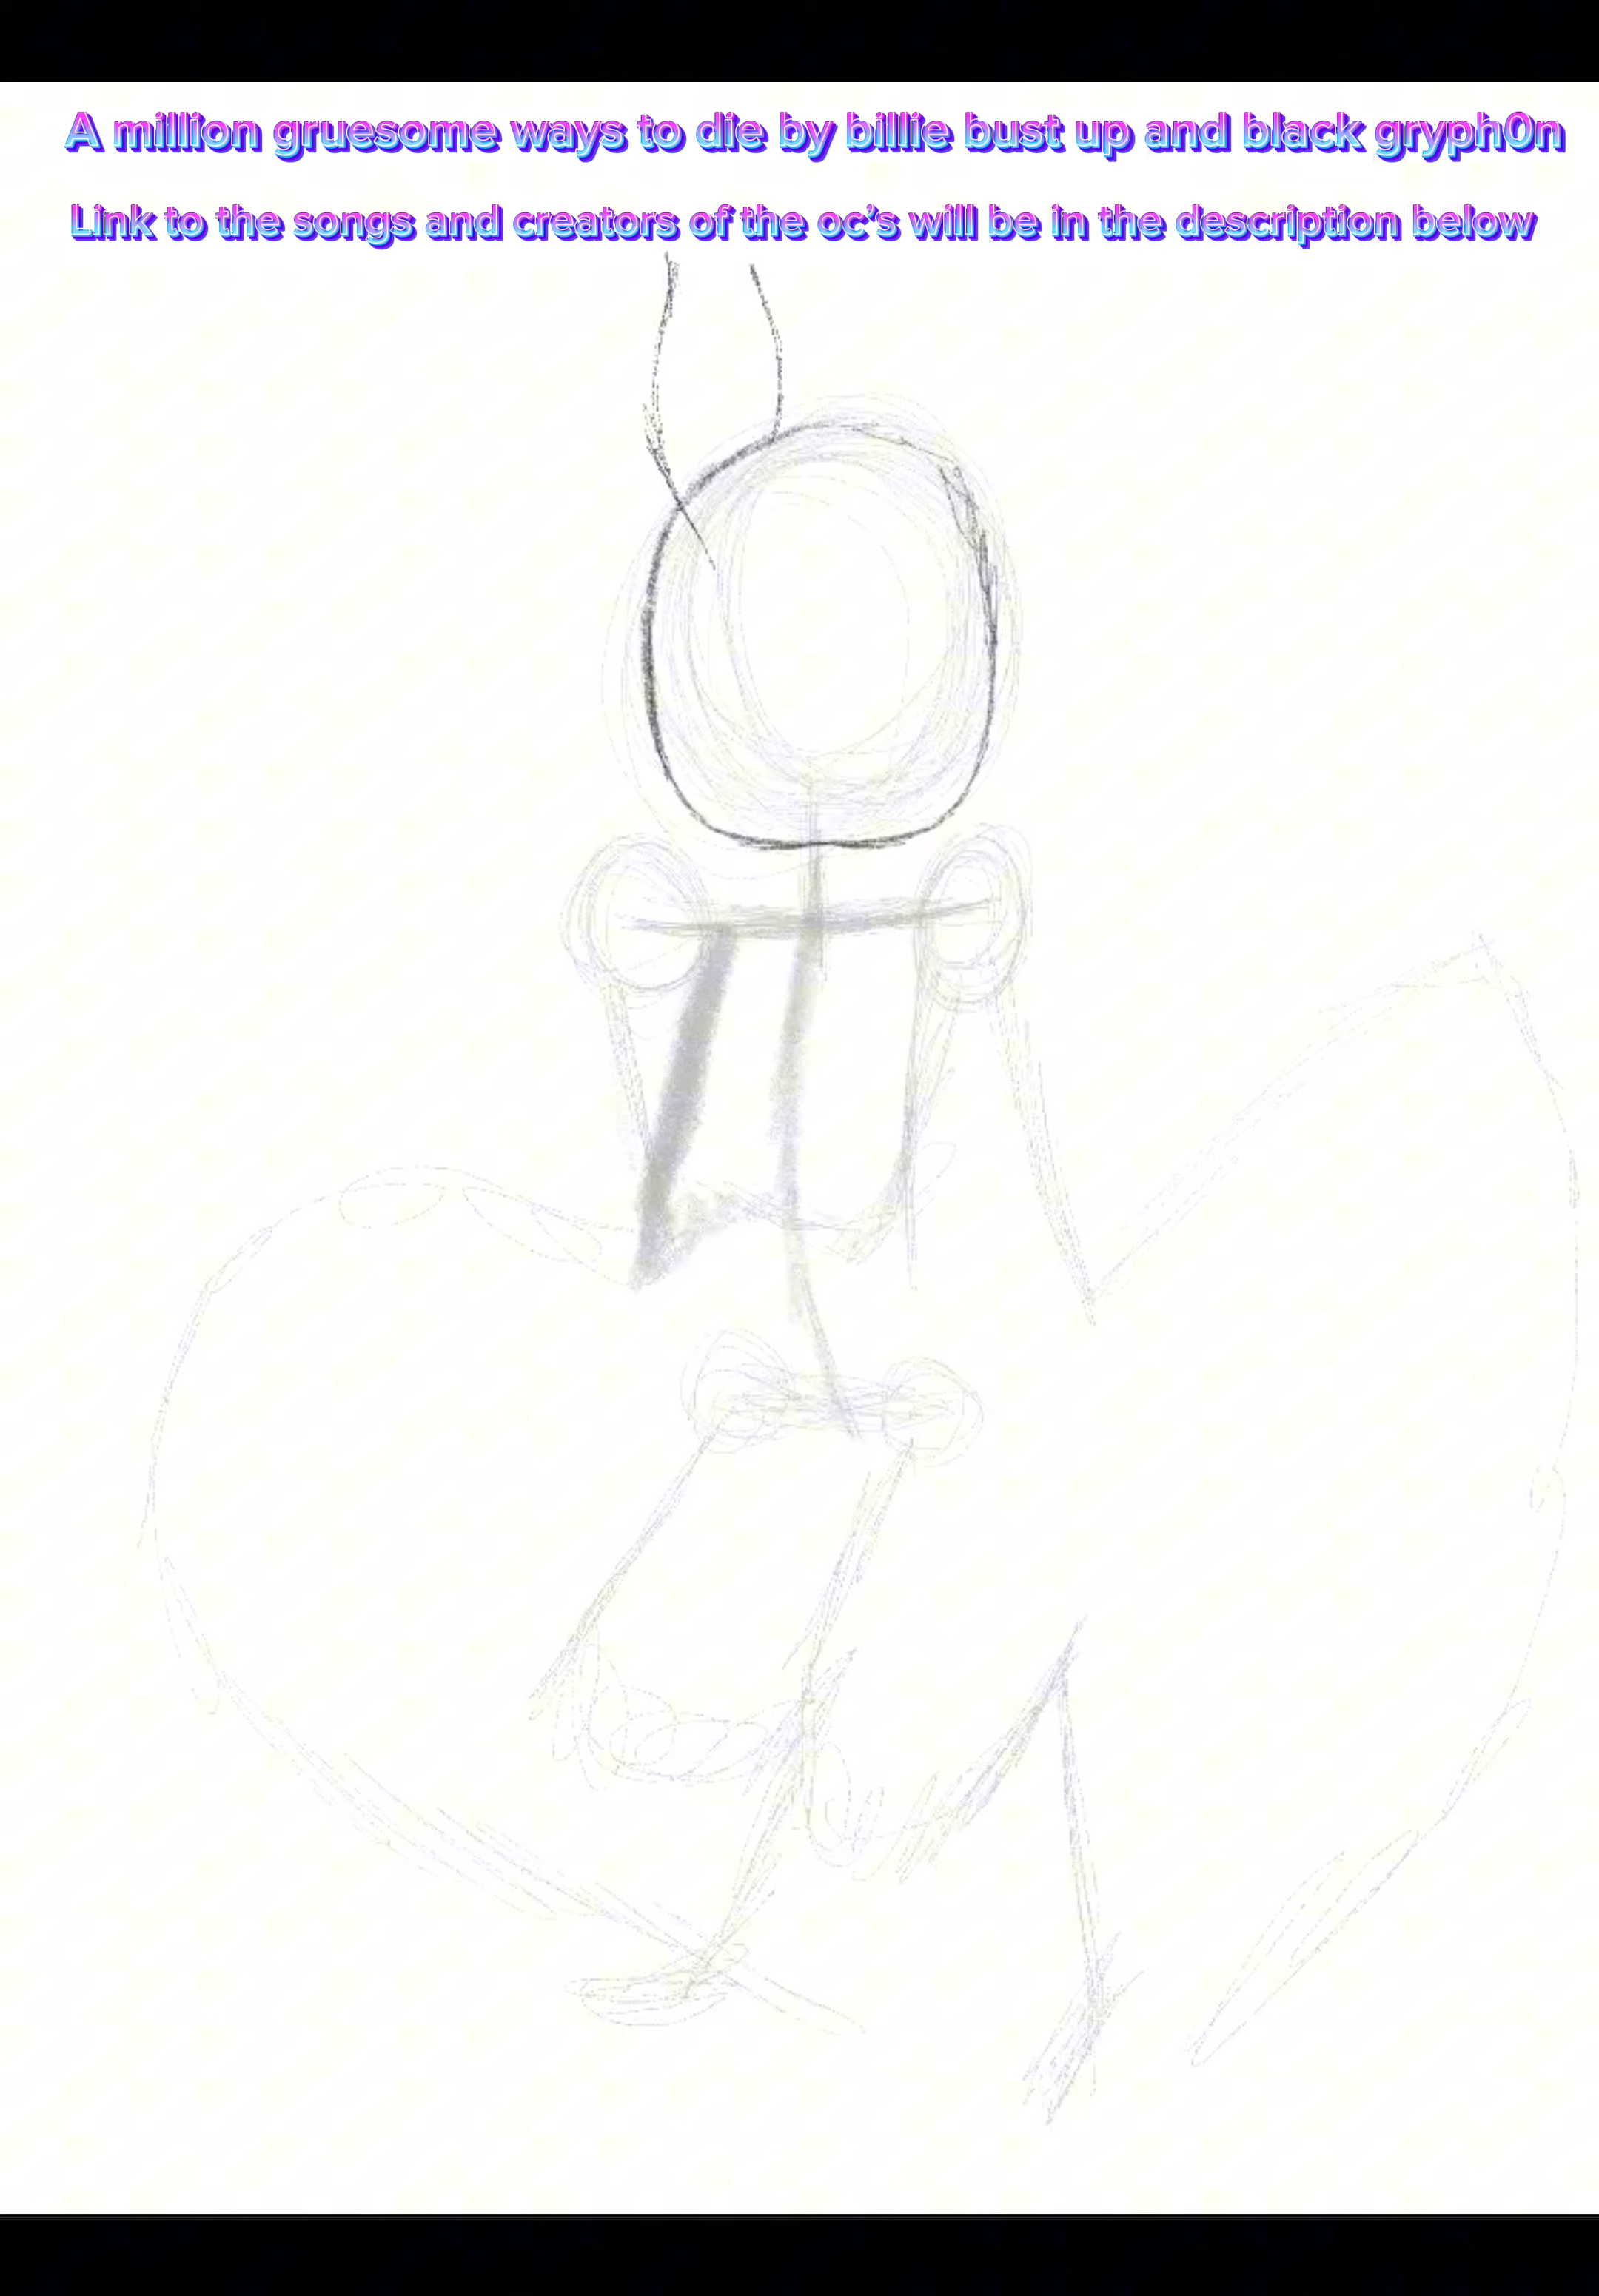 A million gruesome ways to die by billie bust up and black gryph0n
Link to the songs and creators of the oc's will be in the description below